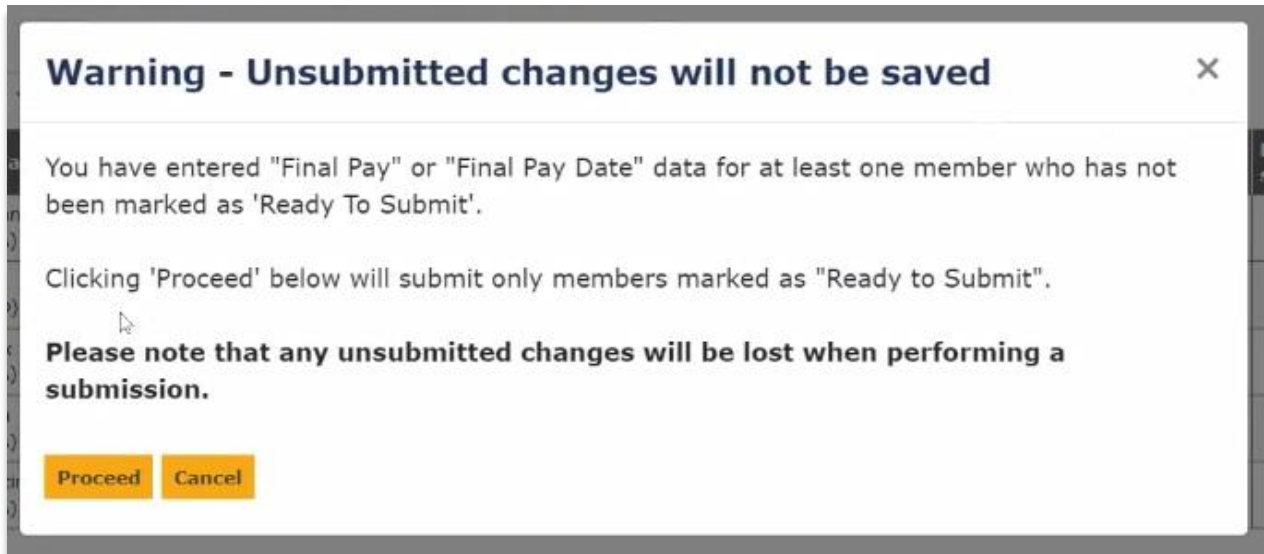 Warning - Unsubmitted changes will not be saved
×
You have entered "Final Pay" or "Final Pay Date" data for at least one member who has not
been marked as 'Ready To Submit'.
Clicking 'Proceed' below will submit only members marked as "Ready to Submit".
Please note that any unsubmitted changes will be lost when performing a
submission.
Proceed Cancel